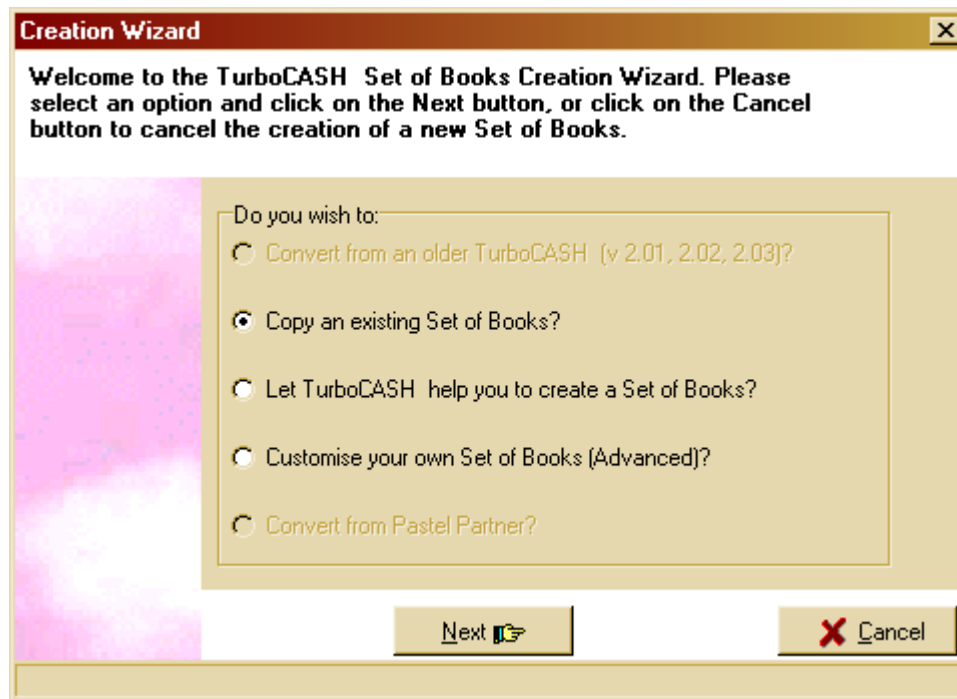 Creation Wizard
Welcome to the TurboCASH  Set of Books Creation Wizard. Please
select an option and click on the Next button, or click on the Cancel
button to cancel the creation of a new Set of Books.
Do you wish to:
Convert from an older TurboCASH  (v 2.01, 2.02, 2.03)?
Copy an existing Set of Books?
Let TurboCASH  help you to create a Set of Books?
Customise your own Set of Books (Advanced)?
Convert from Pastel Partner?
Next
Cancel